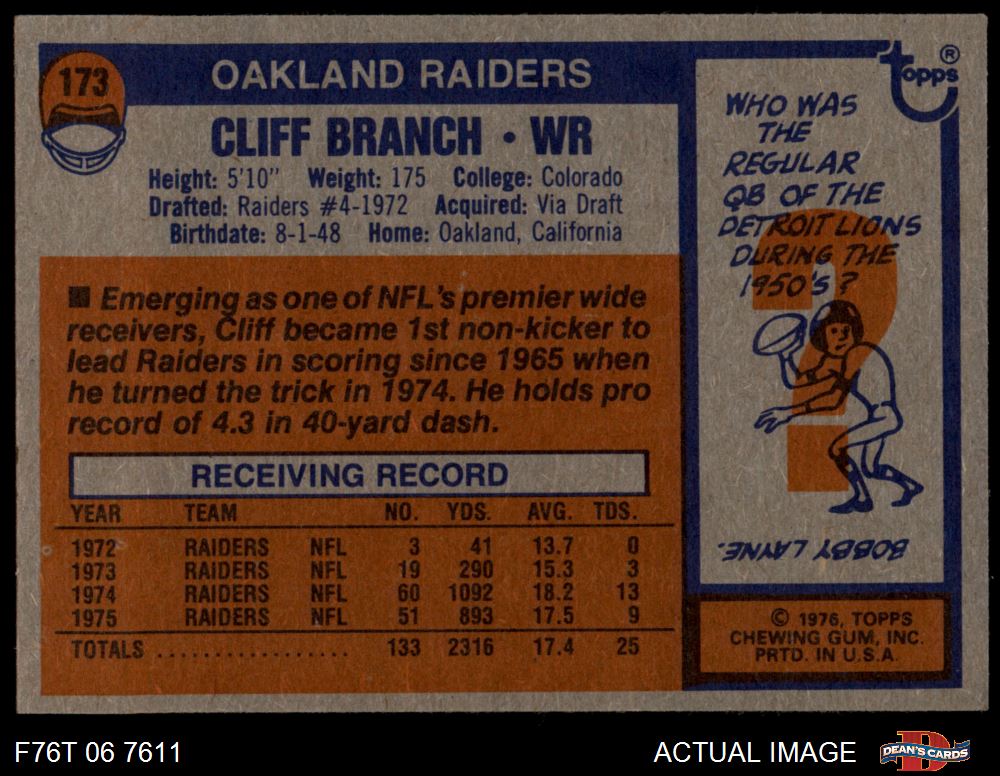 173
OAKLAND RAIDERS
CLIFF BRANCH • WR
Height: 5'10" Weight: 175 College: Colorado
Drafted: Raiders #4-1972 Acquired: Via Draft
Birthdate: 8-1-48 Home: Oakland, California
■ Emerging as one of NFL's premier wide
receivers, Cliff became 1st non-kicker to
lead Raiders in scoring since 1965 when
he turned the trick in 1974. He holds pro
record of 4.3 in 40-yard dash.
RECEIVING RECORD
YEAR TEAM NO. YDS. AVG. TDS.
1972 RAIDERS NFL 3 41 13.7 0
1973 RAIDERS NFL 19 290 15.3 3
1974 RAIDERS NFL 60 1092 18.2 13
1975 RAIDERS NFL 51 893 17.5 9
TOTALS .................. 133 2316 17.4 25
Topps ®
WHO WAS
THE
REGULAR
QB OF THE
DETROIT LIONS
DURING THE
1950'S?
?
BOBBY LAYNE.
© 1976, TOPPS
CHEWING GUM, INC.
PRTD. IN U.S.A.
F76T 06 7611
ACTUAL IMAGE
D
DEAN'S CARDS